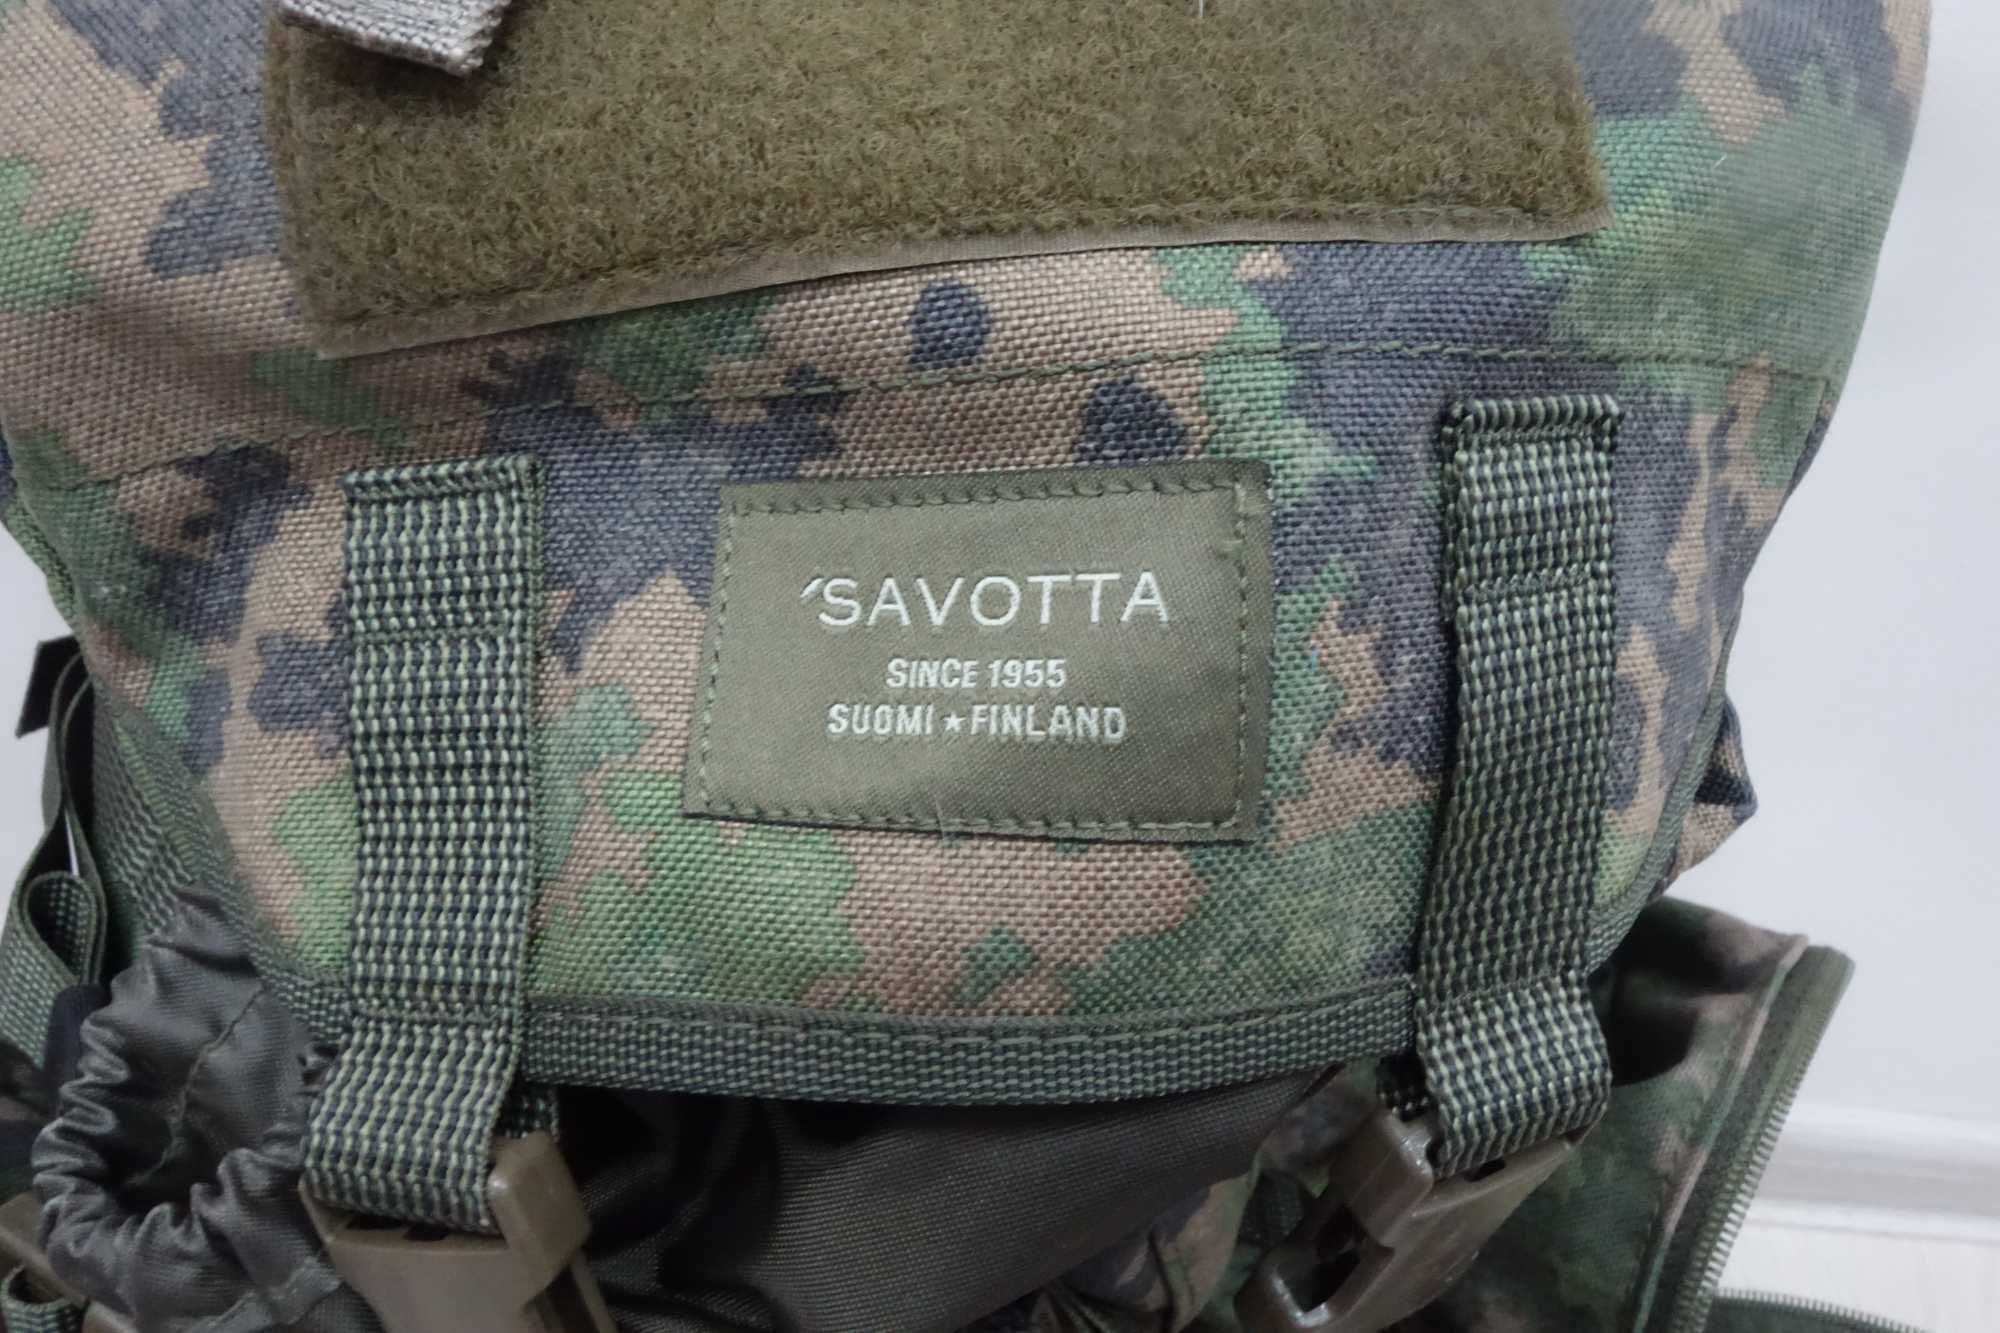 'SAVOTTA
SINCE 1955
SUOMI ★ FINLAND